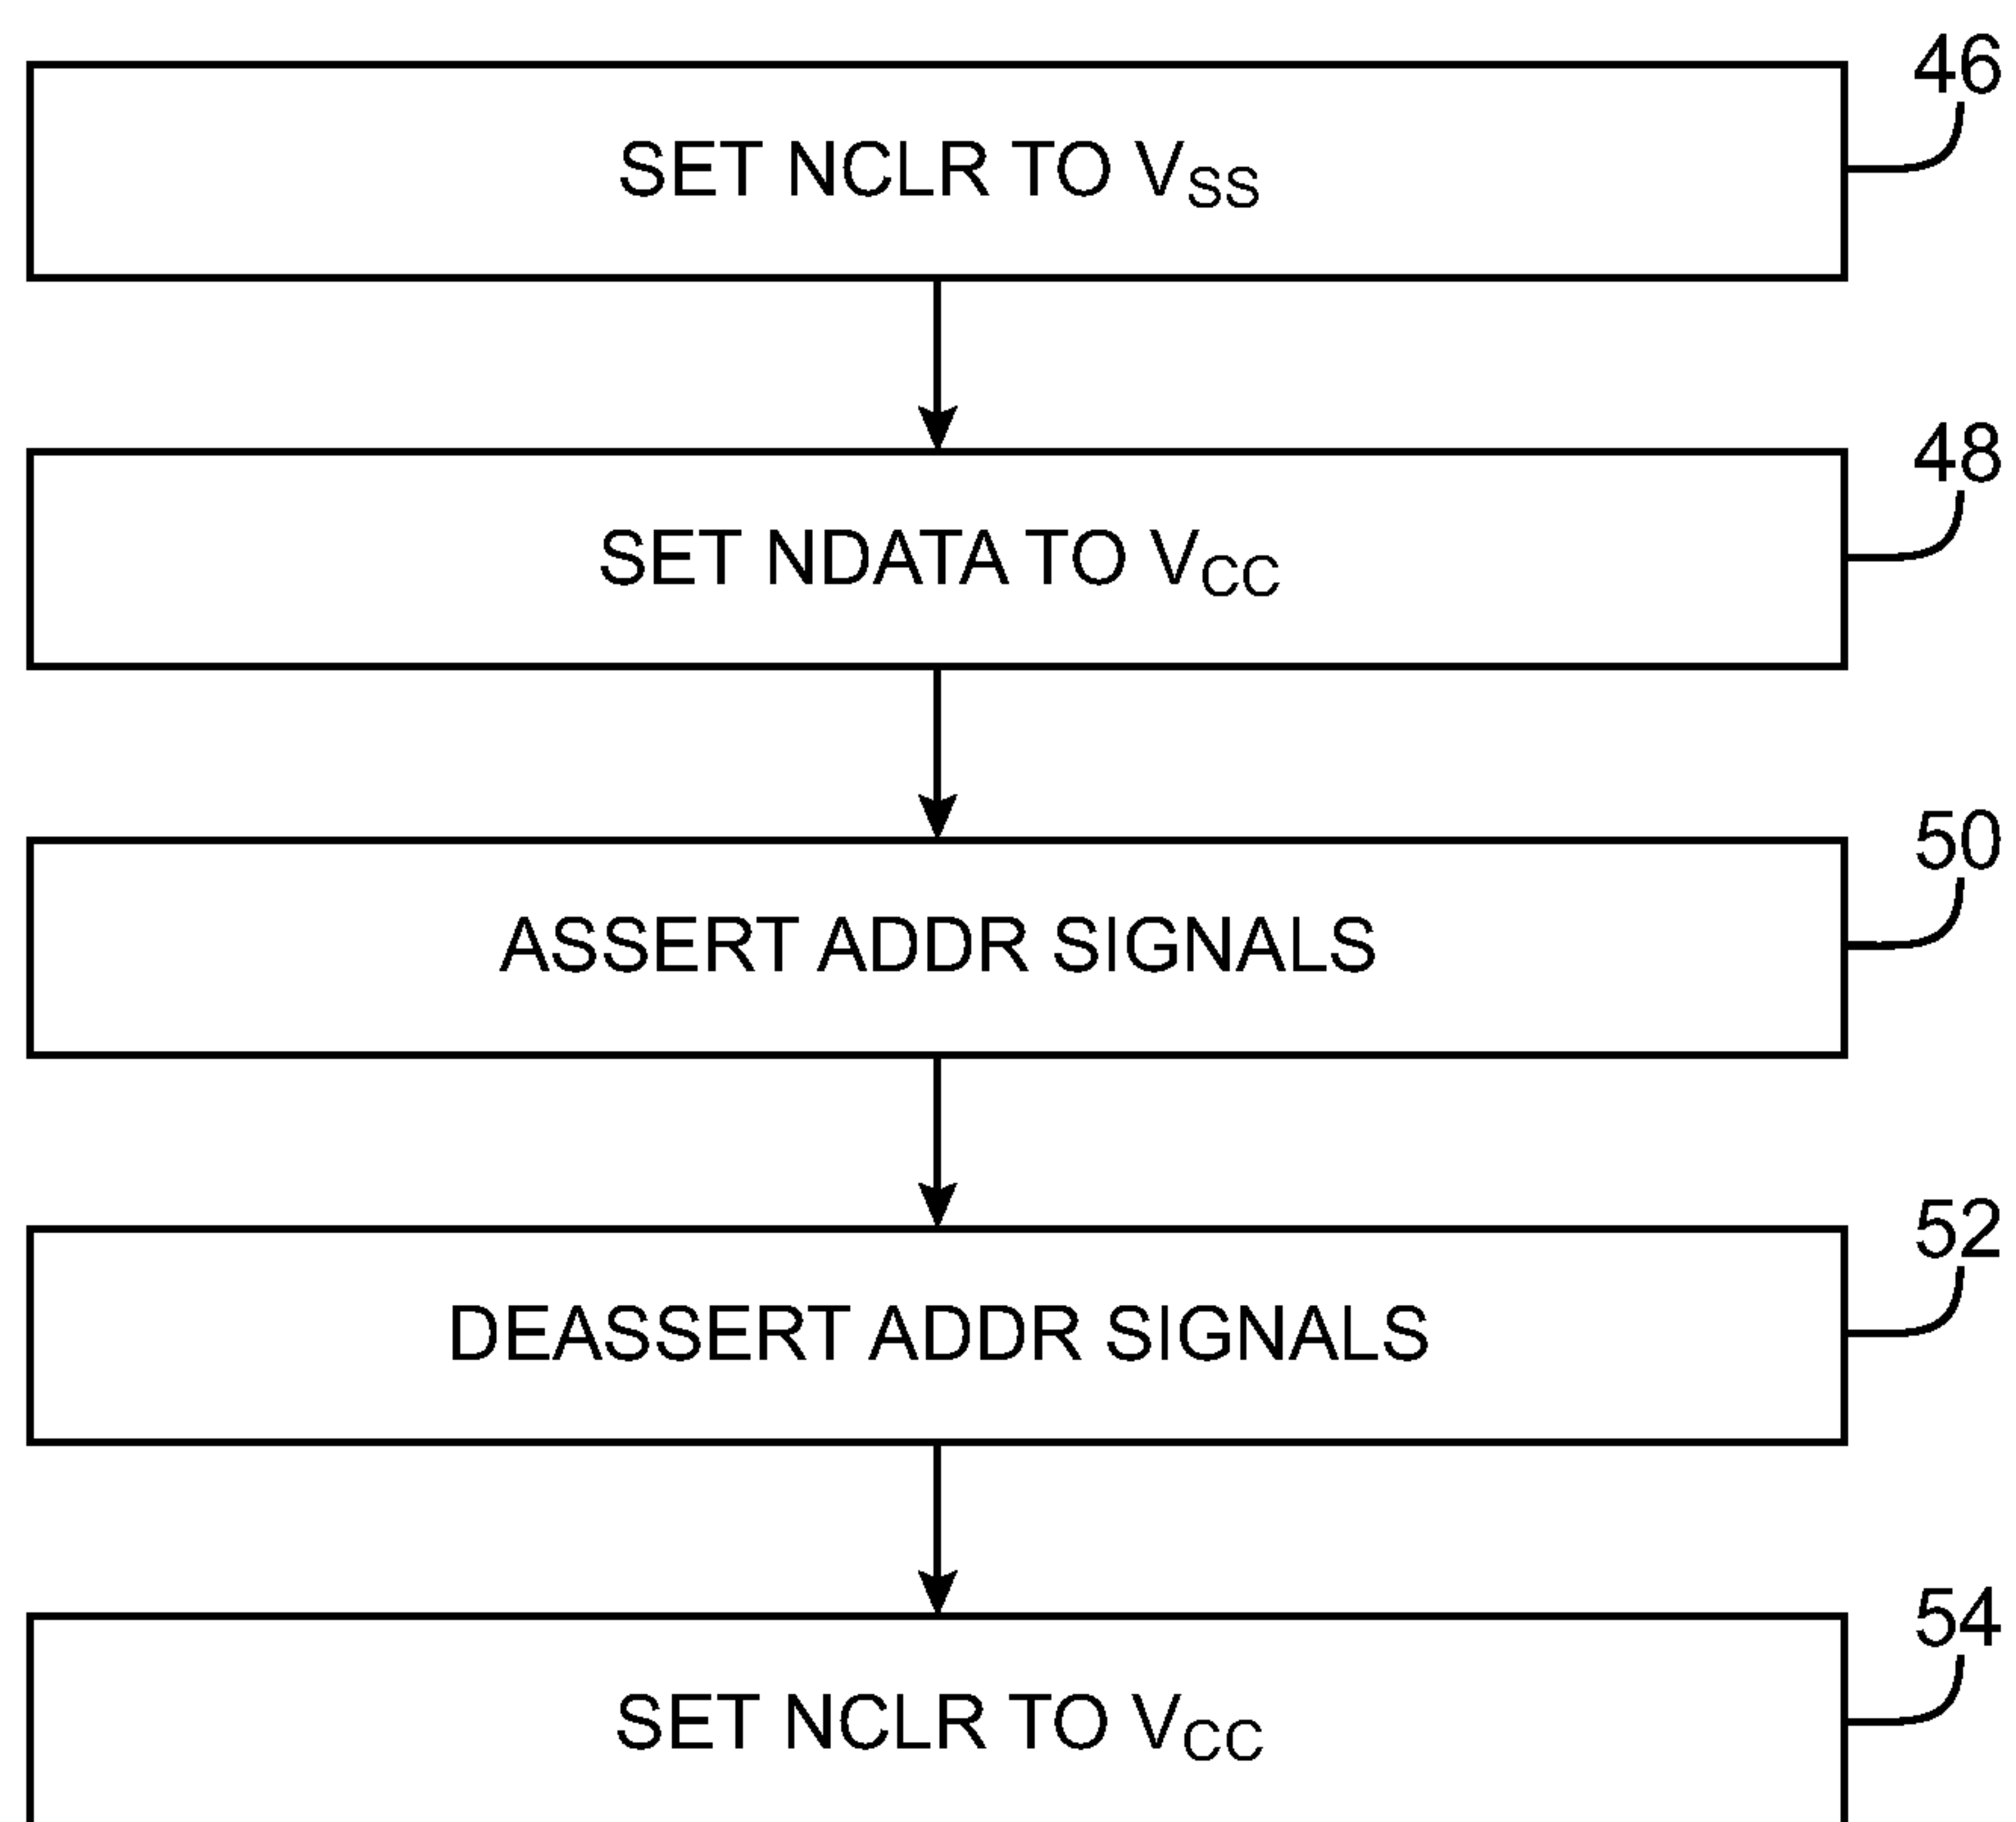 46
SET NCLR TO VSS
48
SET NDATA TO VCC
50
ASSERT ADDR SIGNALS
52
DEASSERT ADDR SIGNALS
54
SET NCLR TO VCC